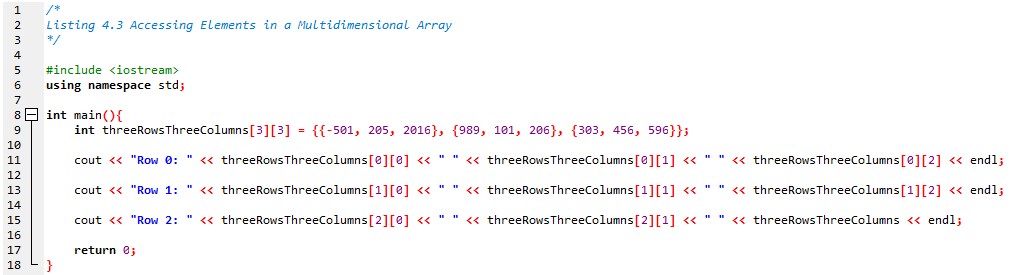 1 /*
2 Listing 4.3 Accessing Elements in a Multidimensional Array
3 */
4
5 #include <iostream>
6 using namespace std;
7
8 int main(){
9 int threeRowsThreeColumns[3][3] = {{-501, 205, 2016}, {989, 101, 206}, {303, 456, 596}};
10
11 cout << "Row 0: " << threeRowsThreeColumns[0][0] << " " << threeRowsThreeColumns[0][1] << " " << threeRowsThreeColumns[0][2] << endl;
12
13 cout << "Row 1: " << threeRowsThreeColumns[1][0] << " " << threeRowsThreeColumns[1][1] << " " << threeRowsThreeColumns[1][2] << endl;
14
15 cout << "Row 2: " << threeRowsThreeColumns[2][0] << " " << threeRowsThreeColumns[2][1] << " " << threeRowsThreeColumns << endl;
16
17 return 0;
18 }